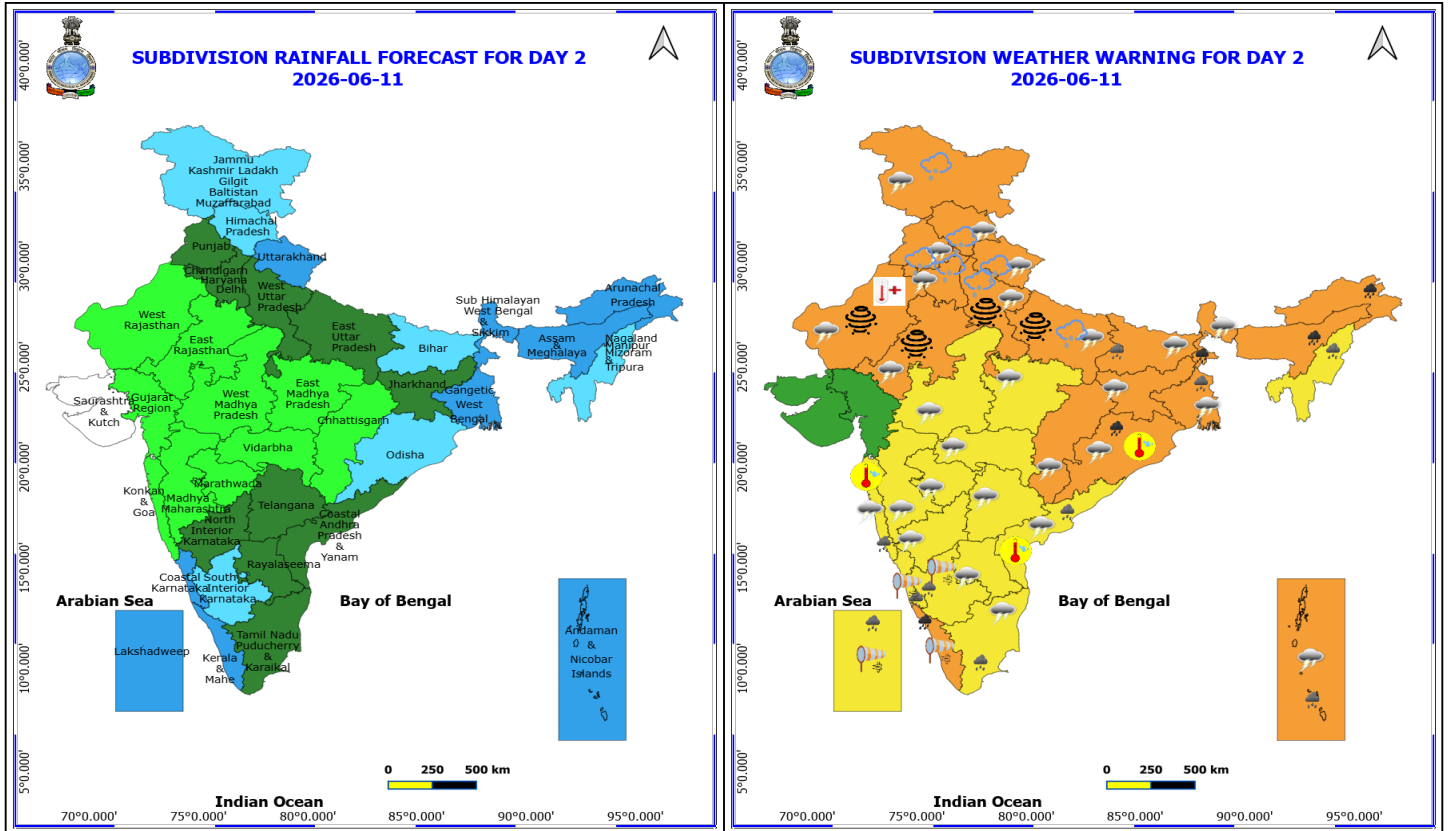 SUBDIVISION RAINFALL FORECAST FOR DAY 2
2026-06-11
40°0.000'
35°0.000'
30°0.000'
25°0.000'
20°0.000'
15°0.000'
10°0.000'
5°0.000'
Jammu
Kashmir Ladakh
Gilgit
Baltistan
Muzaffarabad
Himachal
Pradesh
Punjab
Uttarakhand
Chandigarh
Haryana
Delhi
West
Uttar
Pradesh
Arunachal
Pradesh
Sub Himalayan
West Bengal
&
Sikkim
West
Rajasthan
East
Rajasthan
East
Uttar
Pradesh
Bihar
Assam
&
Meghalaya
Nagaland
Manipur
Mizoram
&
Tripura
Saurashtra
&
Kutch
Gujarat
Region
West
Madhya
Pradesh
East
Madhya
Pradesh
Jharkhand
Gangetic
West
Bengal
Chhattisgarh
Vidarbha
Odisha
Konkan
&
Goa
Madhya
Maharashtra
Marathwada
Telangana
North
Interior
Karnataka
Coastal
Andhra
Pradesh
&
Yanam
Rayalaseema
Coastal
Karnataka
South
Interior
Karnataka
Arabian Sea
Bay of Bengal
Lakshadweep
Kerala
&
Mahe
Tamil Nadu
Puducherry
&
Karaikal
Andaman
&
Nicobar
Islands
0 250 500 km
Indian Ocean
70°0.000' 75°0.000' 80°0.000' 85°0.000' 90°0.000' 95°0.000'
SUBDIVISION WEATHER WARNING FOR DAY 2
2026-06-11
40°0.000'
35°0.000'
30°0.000'
25°0.000'
20°0.000'
15°0.000'
10°0.000'
5°0.000'
Arabian Sea
Bay of Bengal
0 250 500 km
Indian Ocean
70°0.000' 75°0.000' 80°0.000' 85°0.000' 90°0.000' 95°0.000'